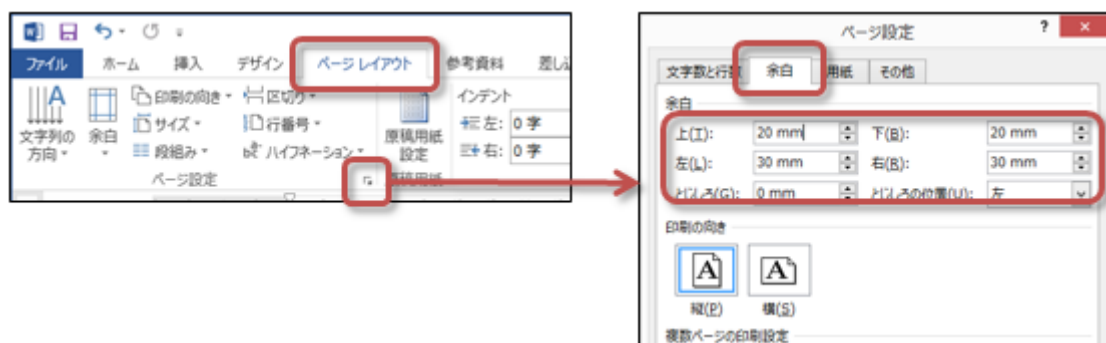 ファイル ホーム 挿入 デザイン ページ レイアウト 参考資料 差し込
文字列の方向 余白 印刷の向き 区切り インデント
サイズ 行番号 原稿用紙設定 左: 0 字
段組み bc ハイフネーション 右: 0 字
ページ設定 原稿用紙
ページ設定 ?
文字数と行数 余白 用紙 その他
余白
上(T): 20 mm 下(B): 20 mm
左(L): 30 mm 右(R): 30 mm
とじしろ(G): 0 mm とじしろの位置(U): 左
印刷の向き
A A
縦(P) 横(S)
複数ページの印刷設定